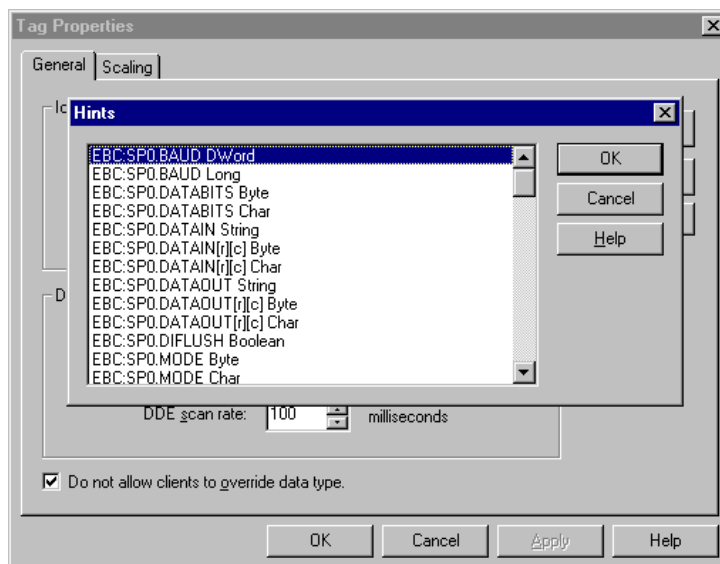 Tag Properties
General
Scaling
Hints
EBC:SP0.BAUD DWord
EBC:SP0.BAUD Long
EBC:SP0.DATABITS Byte
EBC:SP0.DATABITS Char
EBC:SP0.DATAIN String
EBC:SP0.DATAIN[r][c] Byte
EBC:SP0.DATAIN[r][c] Char
EBC:SP0.DATAOUT String
EBC:SP0.DATAOUT[r][c] Byte
EBC:SP0.DATAOUT[r][c] Char
EBC:SP0.DIFLUSH Boolean
EBC:SP0.MODE Byte
EBC:SP0.MODE Char
OK
Cancel
Help
DDE scan rate: 100 milliseconds
Do not allow clients to override data type.
OK Cancel Apply Help